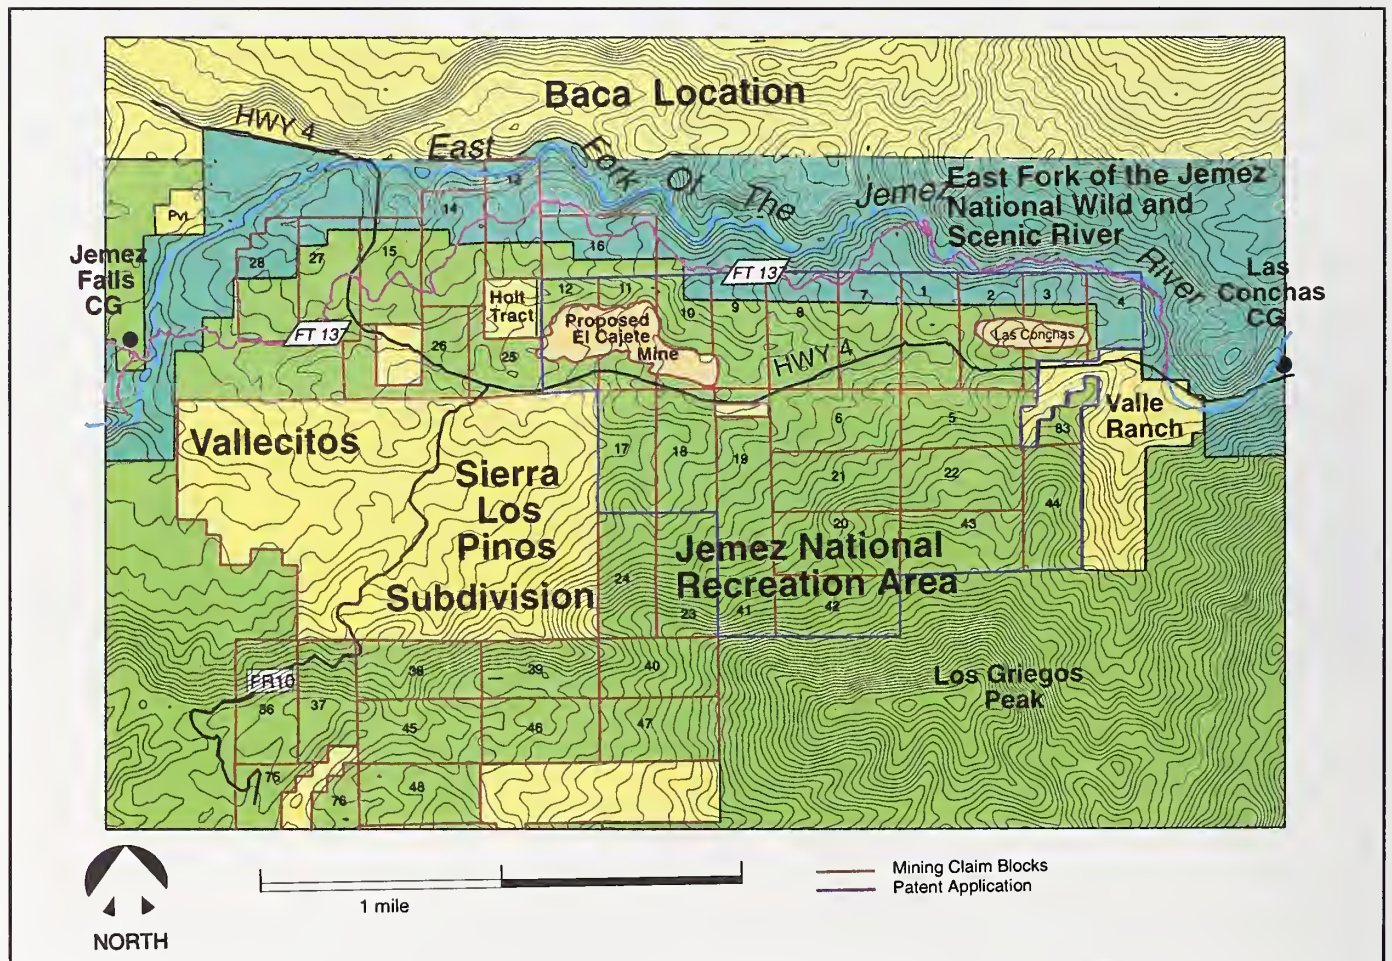 Baca Location
HWY 4
East Fork Of The Jemez River
East Fork of the Jemez
National Wild and
Scenic River
Pvt
Jemez
Falls
CG
Las
Conchas
CG
13
14
15
16
28
27
FT 137
FT 137
Holt
Tract
12
11
10
9
8
7
1
2
3
4
Proposed
El Cajete
Mine
Las Conchas
HWY 4
26
25
Valle
Ranch
Vallecitos
Sierra
Los
Pinos
Subdivision
17
18
19
6
5
83
21
22
44
20
43
Jemez National
Recreation Area
24
23
41
42
Los Griegos
Peak
FR10
36
37
38
39
40
45
46
47
75
76
48
NORTH
1 mile
Mining Claim Blocks
Patent Application